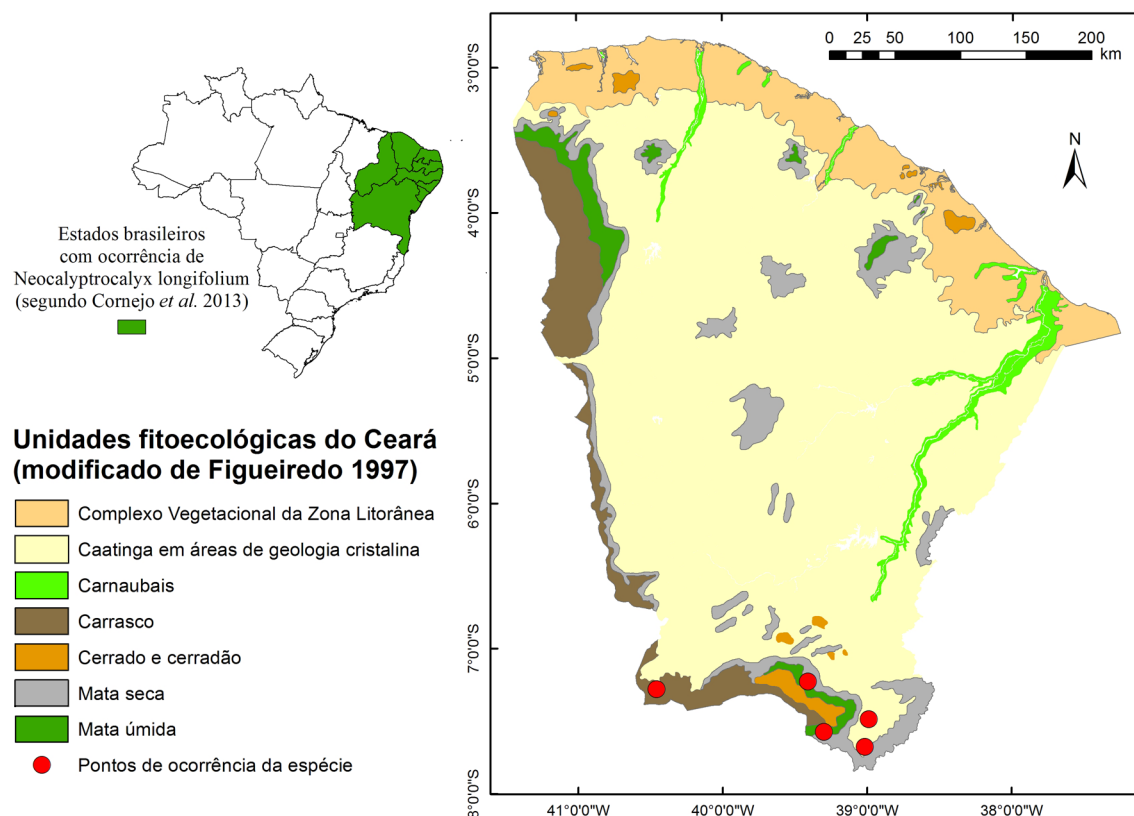 Estados brasileiros
com ocorrência de
Neocalyptrocalyx longifolium
(segundo Cornejo et al. 2013)
Unidades fitoecológicas do Ceará
(modificado de Figueiredo 1997)
Complexo Vegetacional da Zona Litorânea
Caatinga em áreas de geologia cristalina
Carnaubais
Carrasco
Cerrado e cerradão
Mata seca
Mata úmida
Pontos de ocorrência da espécie
0 25 50 100 150 200
km
N
3°0'0"S
4°0'0"S
5°0'0"S
6°0'0"S
7°0'0"S
8°0'0"S
41°0'0"W 40°0'0"W 39°0'0"W 38°0'0"W